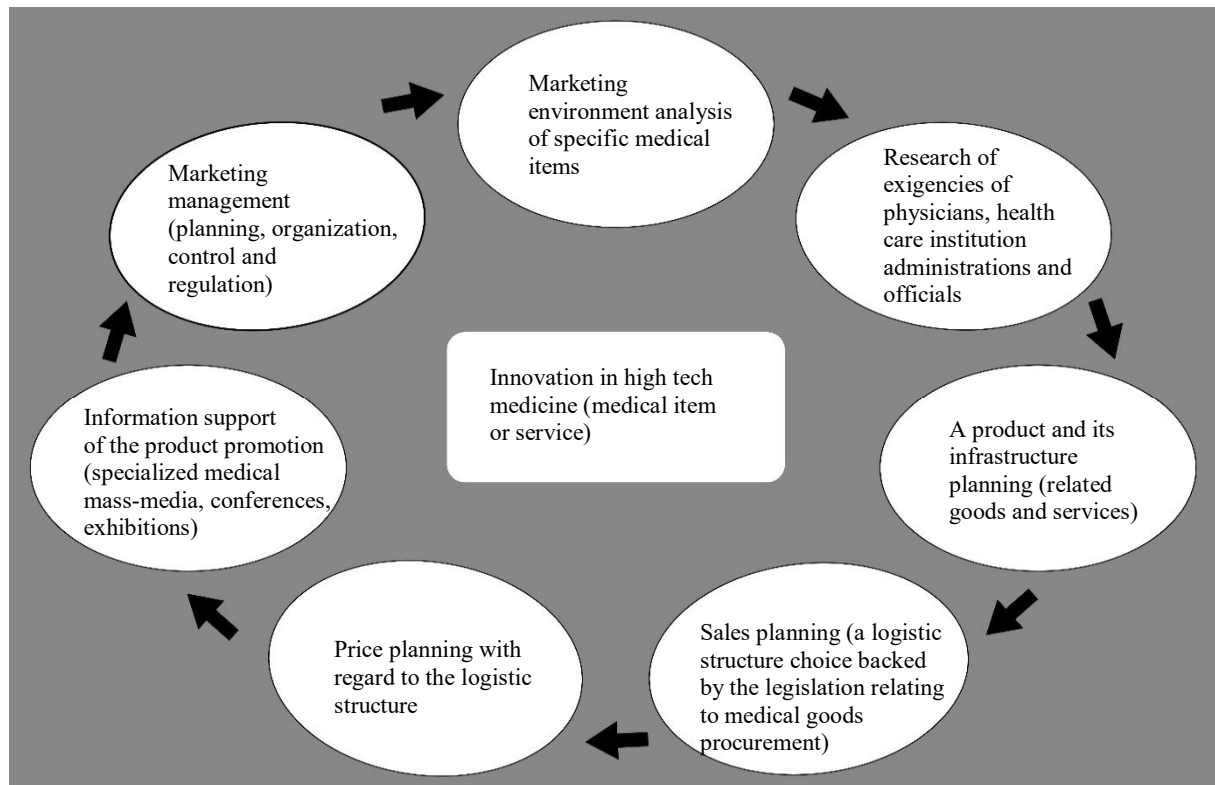 Marketing
environment analysis
of specific medical
items
Research of
exigencies of
physicians, health
care institution
administrations and
officials
A product and its
infrastructure
planning (related
goods and services)
Sales planning (a logistic
structure choice backed
by the legislation relating
to medical goods
procurement)
Price planning with
regard to the logistic
structure
Information support
of the product promotion
(specialized medical
mass-media, conferences,
exhibitions)
Marketing
management
(planning, organization,
control and
regulation)
Innovation in high tech
medicine (medical item
or service)